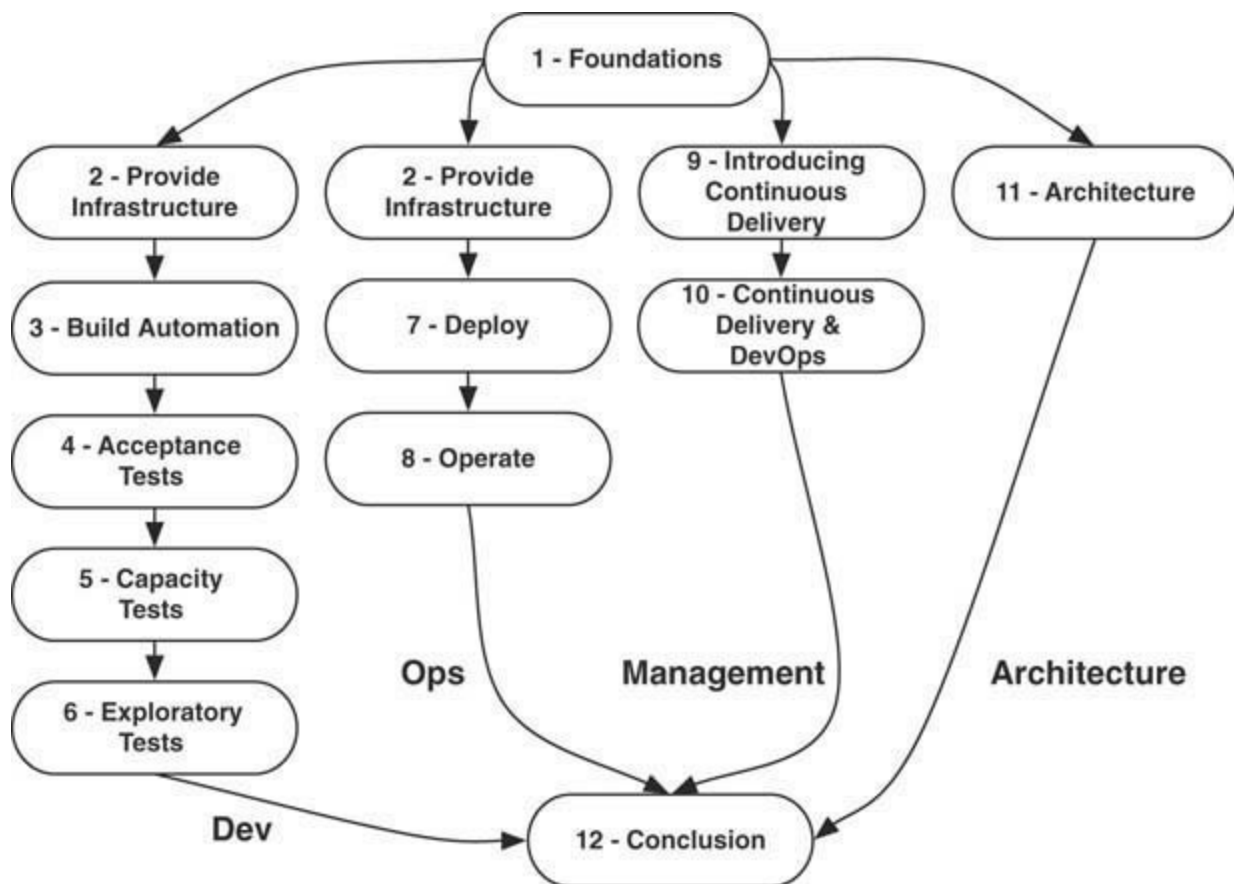 1 - Foundations
2 - Provide
Infrastructure
2 - Provide
Infrastructure
9 - Introducing
Continuous
Delivery
11 - Architecture
3 - Build Automation
7 - Deploy
10 - Continuous
Delivery &
DevOps
4 - Acceptance
Tests
8 - Operate
5 - Capacity
Tests
6 - Exploratory
Tests
Ops
Management
Architecture
Dev
12 - Conclusion